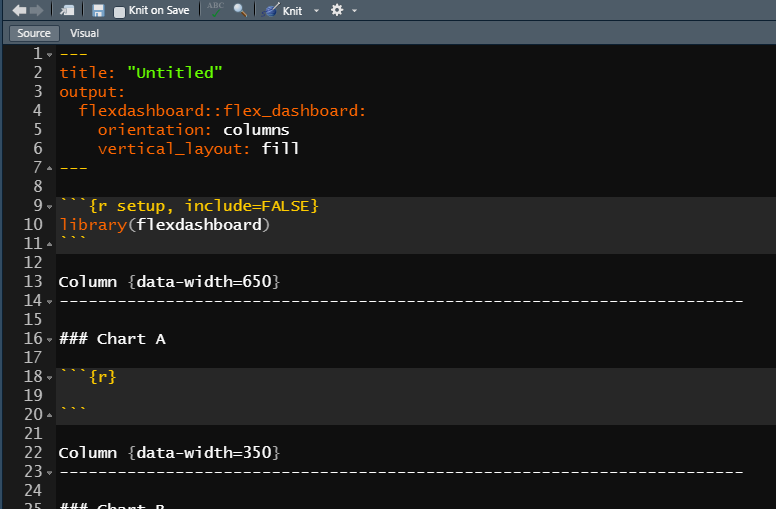 Knit on Save ABC Knit
Source Visual
1 ---
2 title: "Untitled"
3 output:
4   flexdashboard::flex_dashboard:
5     orientation: columns
6     vertical_layout: fill
7 ---
8
9 ```{r setup, include=FALSE}
10 library(flexdashboard)
11 ```
12
13 Column {data-width=650}
14 -----------------------------------------------------------------------
15
16 ### Chart A
17
18 ```{r}
19
20 ```
21
22 Column {data-width=350}
23 -----------------------------------------------------------------------
24
25 ### Chart B